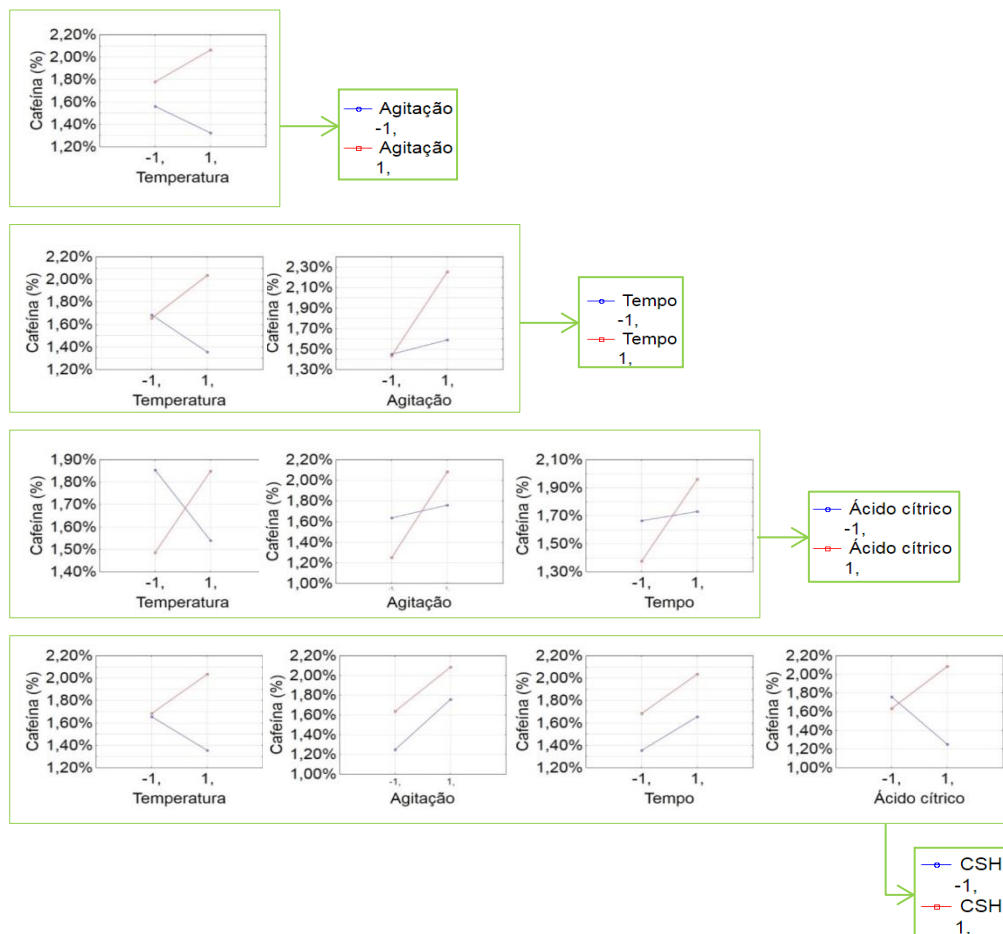 2,20%
2,00%
1,80%
1,60%
1,40%
1,20%
Cafeína (%)
-1, 1,
Temperatura
Agitação
-1,
Agitação
1,
2,20%
2,00%
1,80%
1,60%
1,40%
1,20%
Cafeína (%)
-1, 1,
Temperatura
2,30%
2,10%
1,90%
1,70%
1,50%
1,30%
Cafeína (%)
-1, 1,
Agitação
Tempo
-1,
Tempo
1,
1,90%
1,80%
1,70%
1,60%
1,50%
1,40%
Cafeína (%)
-1, 1,
Temperatura
2,20%
2,00%
1,80%
1,60%
1,40%
1,20%
1,00%
Cafeína (%)
Agitação
2,10%
1,90%
1,70%
1,50%
1,30%
Cafeína (%)
-1, 1,
Tempo
Ácido cítrico
-1,
Ácido cítrico
1,
2,20%
2,00%
1,80%
1,60%
1,40%
1,20%
Cafeína (%)
-1, 1,
Temperatura
2,20%
2,00%
1,80%
1,60%
1,40%
1,20%
1,00%
Cafeína (%)
-1, 1,
Agitação
2,20%
2,00%
1,80%
1,60%
1,40%
1,20%
Cafeína (%)
-1, 1,
Tempo
2,20%
2,00%
1,80%
1,60%
1,40%
1,20%
1,00%
Cafeína (%)
-1, 1,
Ácido cítrico
CSH
-1,
CSH
1,